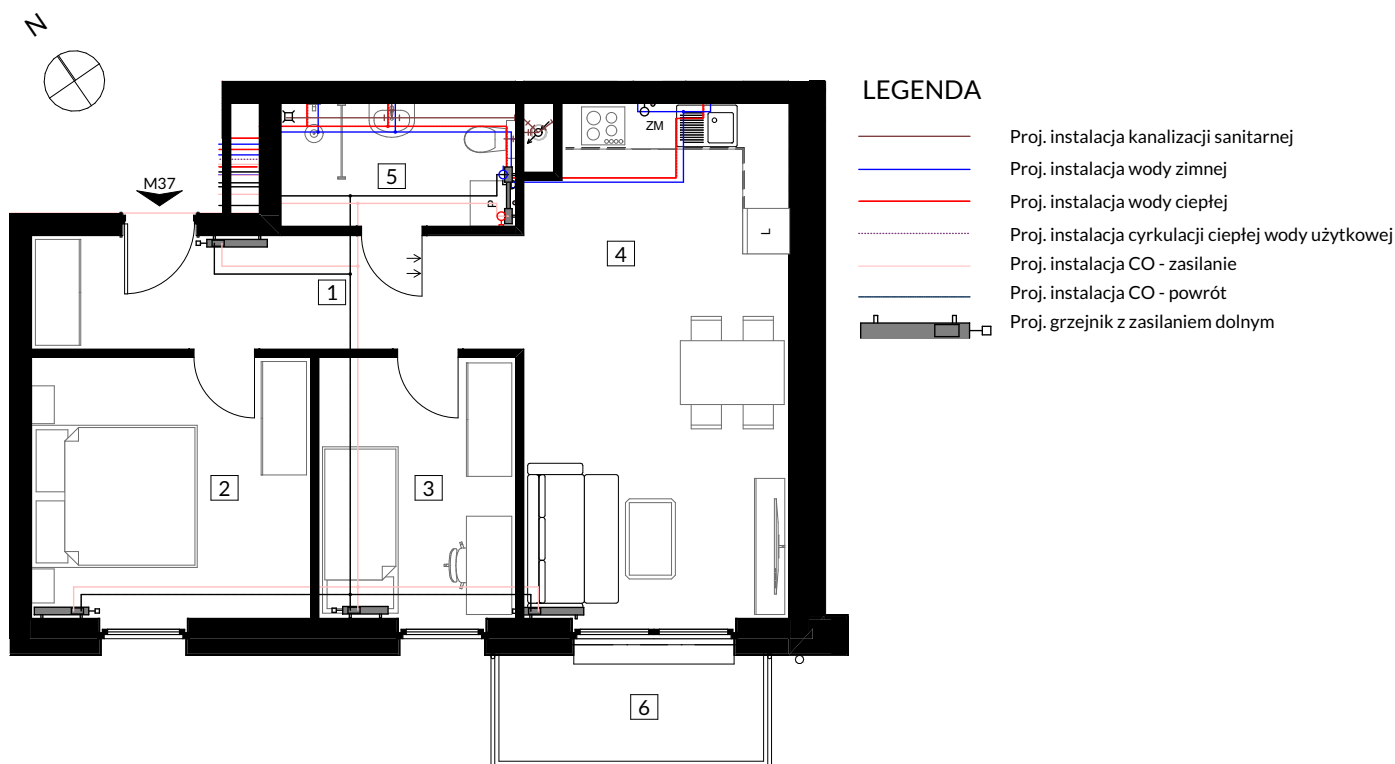 N
LEGENDA
Proj. instalacja kanalizacji sanitarnej
Proj. instalacja wody zimnej
Proj. instalacja wody ciepłej
Proj. instalacja cyrkulacji ciepłej wody użytkowej
Proj. instalacja CO - zasilanie
Proj. instalacja CO - powrót
Proj. grzejnik z zasilaniem dolnym
M37
ZM
5
P
L
4
1
2
3
6